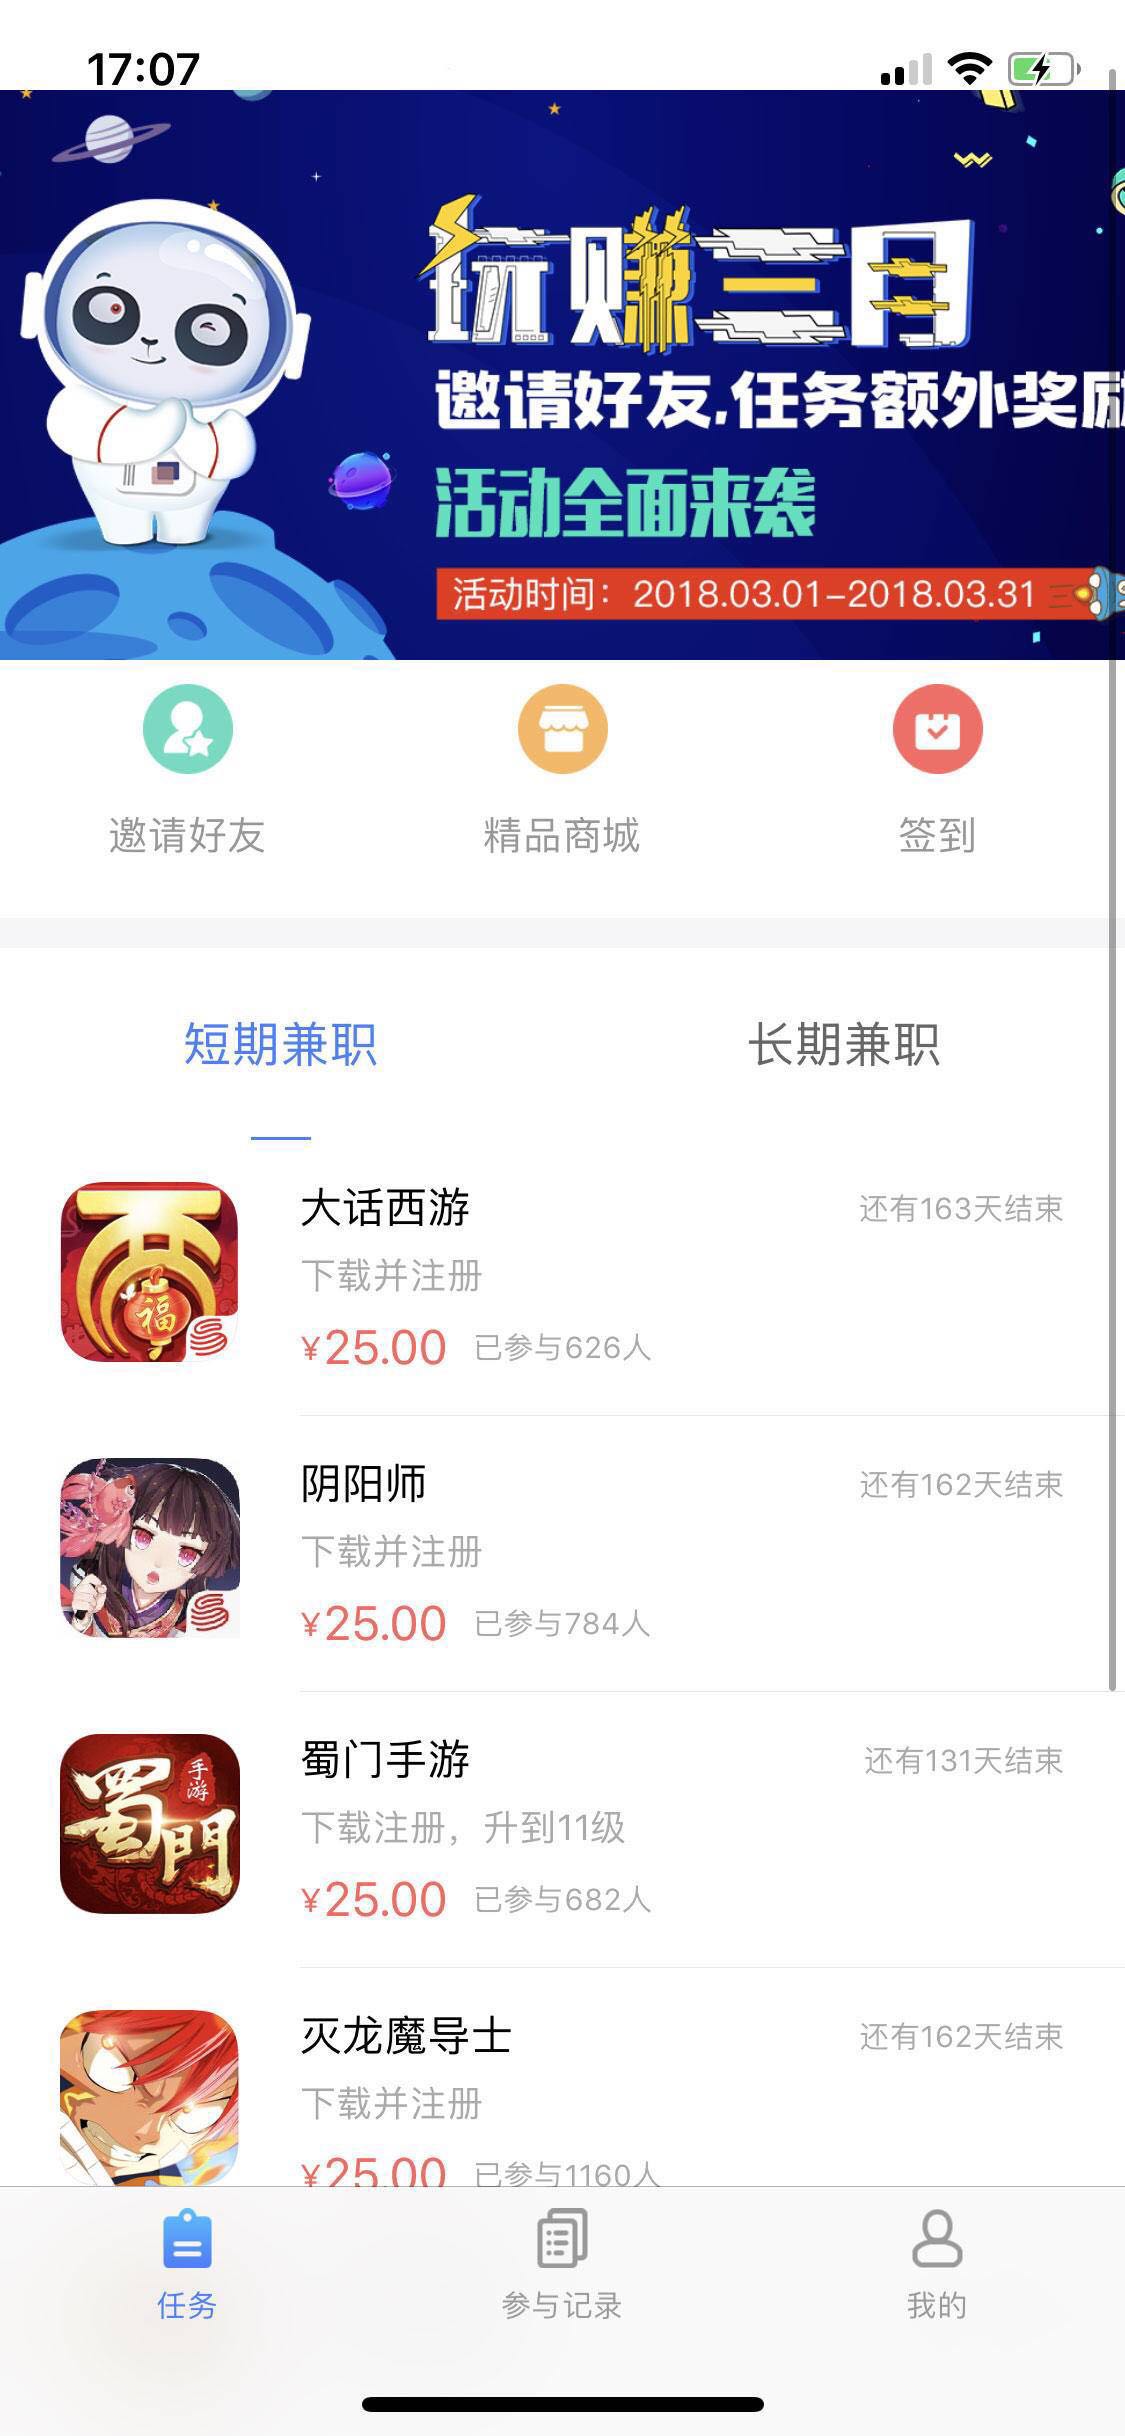 17:07
玩赚三月
邀请好友,任务额外奖励
活动全面来袭
活动时间：2018.03.01-2018.03.31
邀请好友
精品商城
签到
短期兼职
长期兼职
大话西游
还有163天结束
下载并注册
¥25.00 已参与626人
福
阴阳师
还有162天结束
下载并注册
¥25.00 已参与784人
蜀門
手游
蜀门手游
还有131天结束
下载注册，升到11级
¥25.00 已参与682人
灭龙魔导士
还有162天结束
下载并注册
¥25.00 已参与1160人
任务
参与记录
我的